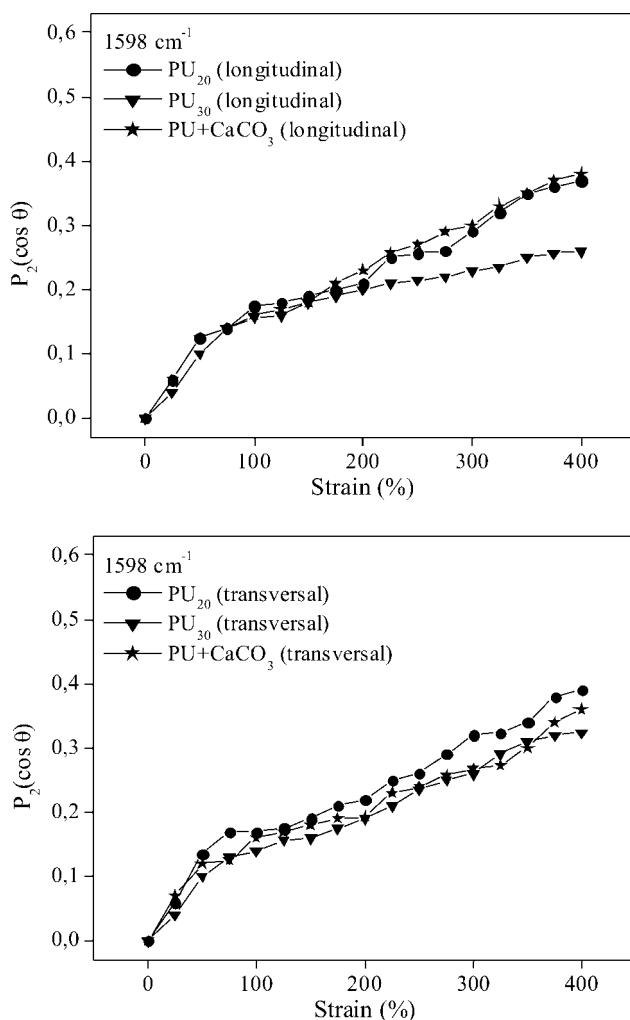 1598 cm⁻¹
PU₂₀ (longitudinal)
PU₃₀ (longitudinal)
PU+CaCO₃ (longitudinal)
0,6
0,5
0,4
0,3
0,2
0,1
0,0
P₂(cos θ)
0 100 200 300 400
Strain (%)
1598 cm⁻¹
PU₂₀ (transversal)
PU₃₀ (transversal)
PU+CaCO₃ (transversal)
0,6
0,5
0,4
0,3
0,2
0,1
0,0
P₂(cos θ)
0 100 200 300 400
Strain (%)